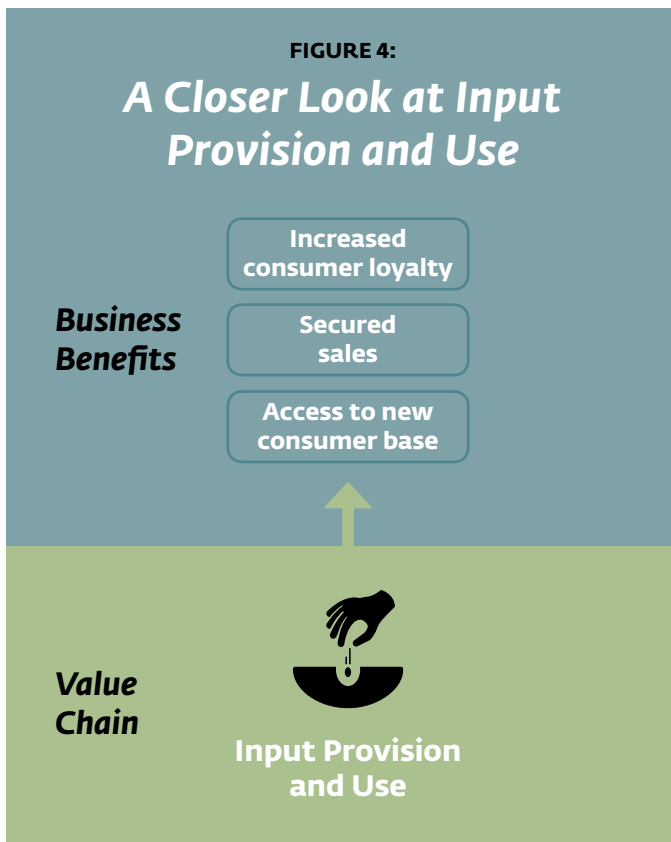 FIGURE 4:
A Closer Look at Input
Provision and Use
Increased
consumer loyalty
Business
Benefits
Secured
sales
Access to new
consumer base
Value
Chain
Input Provision
and Use